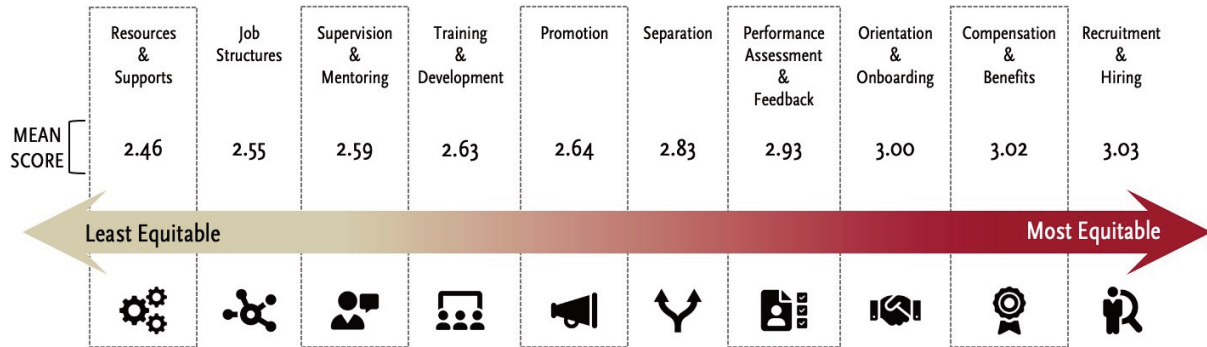 Resources
&
Supports
Job
Structures
Supervision
&
Mentoring
Training
&
Development
Promotion
Separation
Performance
Assessment
&
Feedback
Orientation
&
Onboarding
Compensation
&
Benefits
Recruitment
&
Hiring
MEAN
SCORE
2.46
2.55
2.59
2.63
2.64
2.83
2.93
3.00
3.02
3.03
Least Equitable
Most Equitable